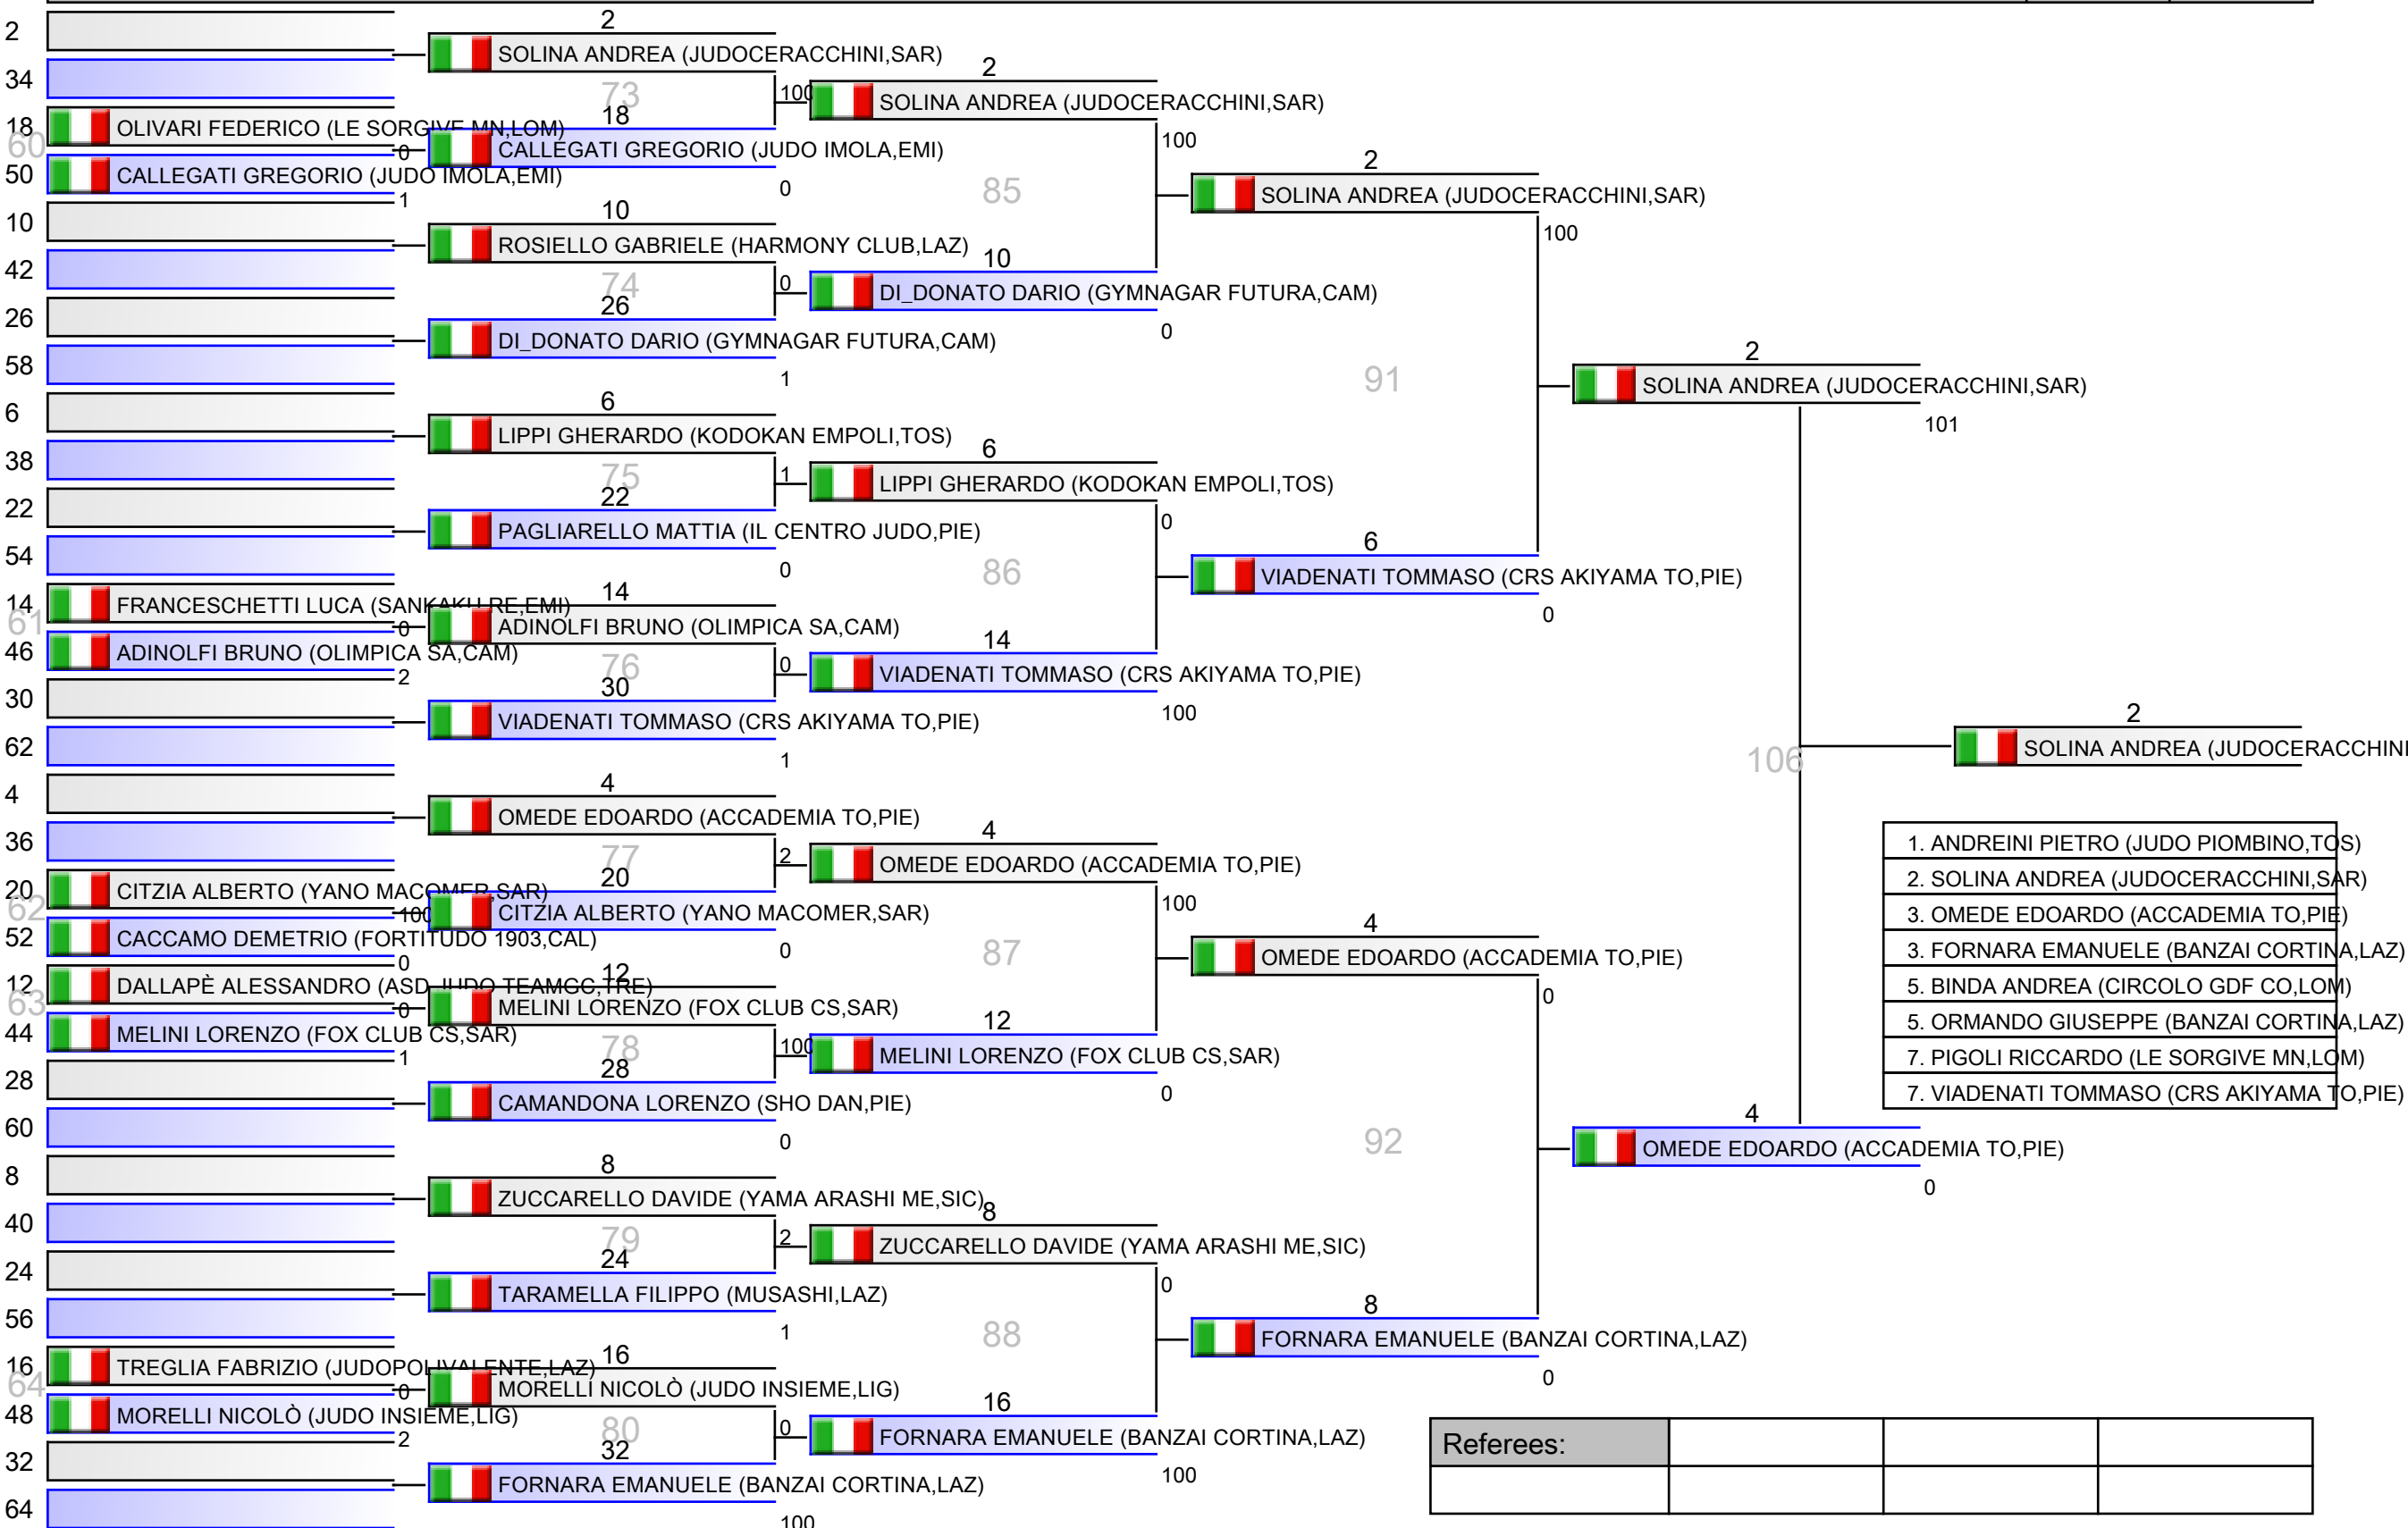 2
34
18
OLIVARI FEDERICO (LE SORGIVE MN,LOM)
0
60
50
CALLEGATI GREGORIO (JUDO IMOLA,EMI)
1
10
42
26
58
6
38
22
54
14
FRANCESCHETTI LUCA (SANKAKU RE,EMI)
0
61
46
ADINOLFI BRUNO (OLIMPICA SA,CAM)
2
30
62
4
36
20
CITZIA ALBERTO (YANO MACOMER,SAR)
100
62
52
CACCAMO DEMETRIO (FORTITUDO 1903,CAL)
0
12
DALLAPÈ ALESSANDRO (ASD JUDO TEAMGC,TRE)
0
63
44
MELINI LORENZO (FOX CLUB CS,SAR)
1
28
60
8
40
24
56
16
TREGLIA FABRIZIO (JUDOPOLIVALENTE,LAZ)
0
64
48
MORELLI NICOLÒ (JUDO INSIEME,LIG)
2
32
64
2
SOLINA ANDREA (JUDOCERACCHINI,SAR)
100
73
18
CALLEGATI GREGORIO (JUDO IMOLA,EMI)
0
10
ROSIELLO GABRIELE (HARMONY CLUB,LAZ)
0
74
26
DI_DONATO DARIO (GYMNAGAR FUTURA,CAM)
1
6
LIPPI GHERARDO (KODOKAN EMPOLI,TOS)
1
75
22
PAGLIARELLO MATTIA (IL CENTRO JUDO,PIE)
0
14
ADINOLFI BRUNO (OLIMPICA SA,CAM)
0
76
30
VIADENATI TOMMASO (CRS AKIYAMA TO,PIE)
1
4
OMEDE EDOARDO (ACCADEMIA TO,PIE)
2
77
20
CITZIA ALBERTO (YANO MACOMER,SAR)
0
12
MELINI LORENZO (FOX CLUB CS,SAR)
100
78
28
CAMANDONA LORENZO (SHO DAN,PIE)
0
8
ZUCCARELLO DAVIDE (YAMA ARASHI ME,SIC)
2
79
24
TARAMELLA FILIPPO (MUSASHI,LAZ)
1
16
MORELLI NICOLÒ (JUDO INSIEME,LIG)
0
80
32
FORNARA EMANUELE (BANZAI CORTINA,LAZ)
100
2
SOLINA ANDREA (JUDOCERACCHINI,SAR)
100
85
10
DI_DONATO DARIO (GYMNAGAR FUTURA,CAM)
0
6
LIPPI GHERARDO (KODOKAN EMPOLI,TOS)
0
86
14
VIADENATI TOMMASO (CRS AKIYAMA TO,PIE)
100
4
OMEDE EDOARDO (ACCADEMIA TO,PIE)
100
87
12
MELINI LORENZO (FOX CLUB CS,SAR)
0
8
ZUCCARELLO DAVIDE (YAMA ARASHI ME,SIC)
0
88
16
FORNARA EMANUELE (BANZAI CORTINA,LAZ)
100
2
SOLINA ANDREA (JUDOCERACCHINI,SAR)
100
91
6
VIADENATI TOMMASO (CRS AKIYAMA TO,PIE)
0
4
OMEDE EDOARDO (ACCADEMIA TO,PIE)
0
92
8
FORNARA EMANUELE (BANZAI CORTINA,LAZ)
0
2
SOLINA ANDREA (JUDOCERACCHINI,SAR)
101
106
4
OMEDE EDOARDO (ACCADEMIA TO,PIE)
0
2
SOLINA ANDREA (JUDOCERACCHINI
1. ANDREINI PIETRO (JUDO PIOMBINO,TOS)
2. SOLINA ANDREA (JUDOCERACCHINI,SAR)
3. OMEDE EDOARDO (ACCADEMIA TO,PIE)
3. FORNARA EMANUELE (BANZAI CORTINA,LAZ)
5. BINDA ANDREA (CIRCOLO GDF CO,LOM)
5. ORMANDO GIUSEPPE (BANZAI CORTINA,LAZ)
7. PIGOLI RICCARDO (LE SORGIVE MN,LOM)
7. VIADENATI TOMMASO (CRS AKIYAMA TO,PIE)
Referees: